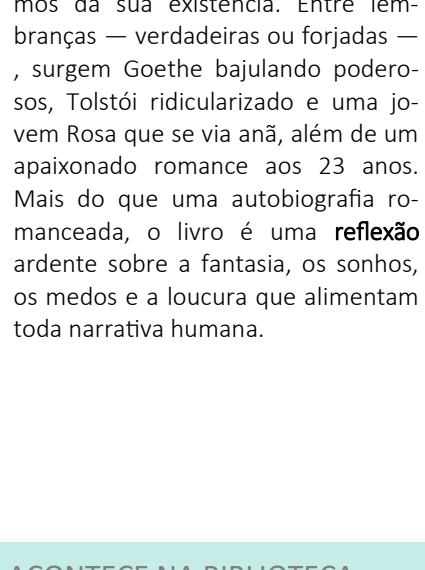 mos da sua existência. Entre lem-
branças — verdadeiras ou forjadas —
, surgem Goethe bajulando podero-
sos, Tolstói ridicularizado e uma jo-
vem Rosa que se via anã, além de um
apaixonado romance aos 23 anos.
Mais do que uma autobiografia ro-
manceada, o livro é uma reflexão
ardente sobre a fantasia, os sonhos,
os medos e a loucura que alimentam
toda narrativa humana.
ACONTECE NA BIBLIOTECA